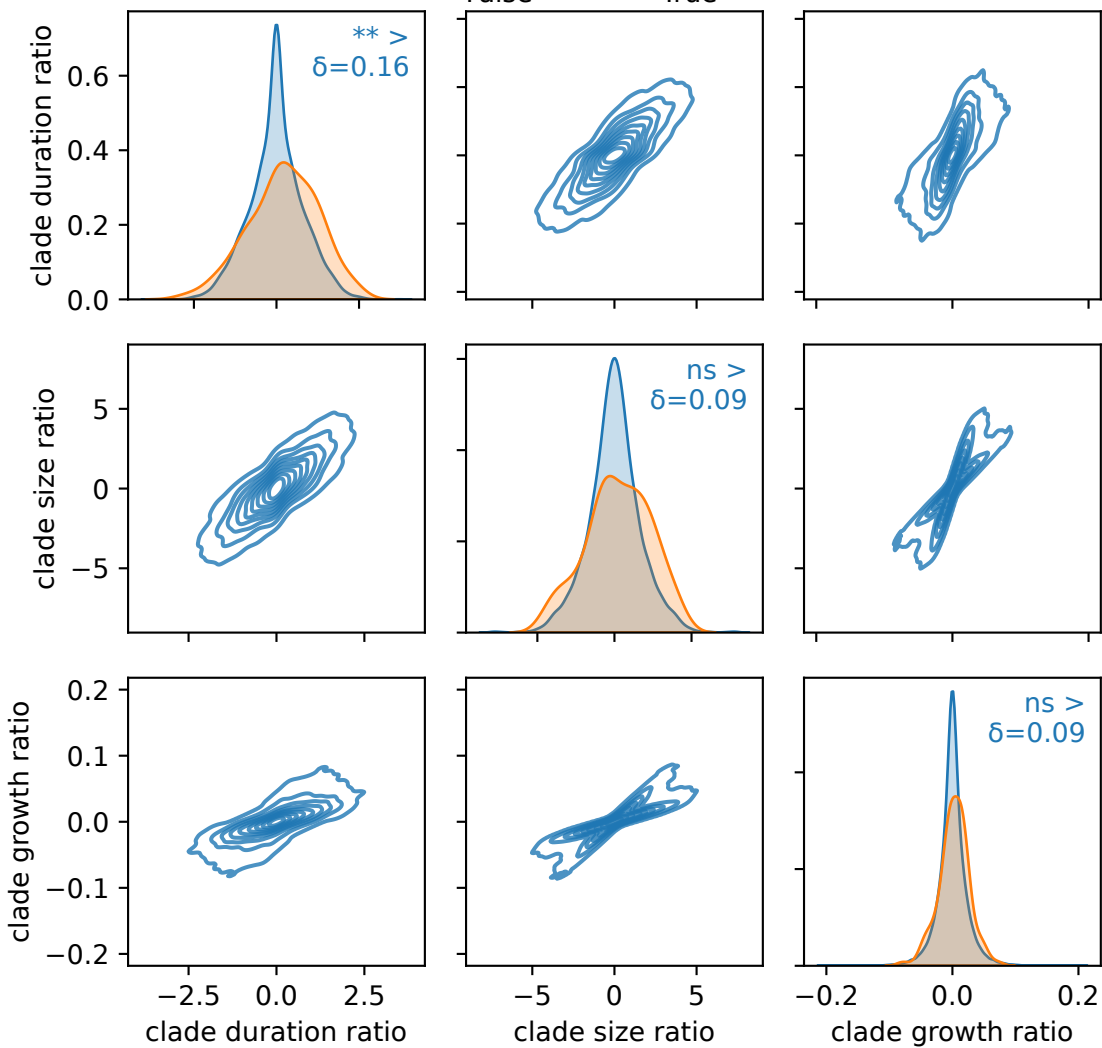 False True
clade duration ratio
0.6
0.4
0.2
0.0
** >
δ=0.16
clade size ratio
5
0
−5
ns >
δ=0.09
clade growth ratio
0.2
0.1
0.0
−0.1
−0.2
ns >
δ=0.09
−2.5 0.0 2.5
−5 0 5
−0.2 0.0 0.2
clade duration ratio
clade size ratio
clade growth ratio